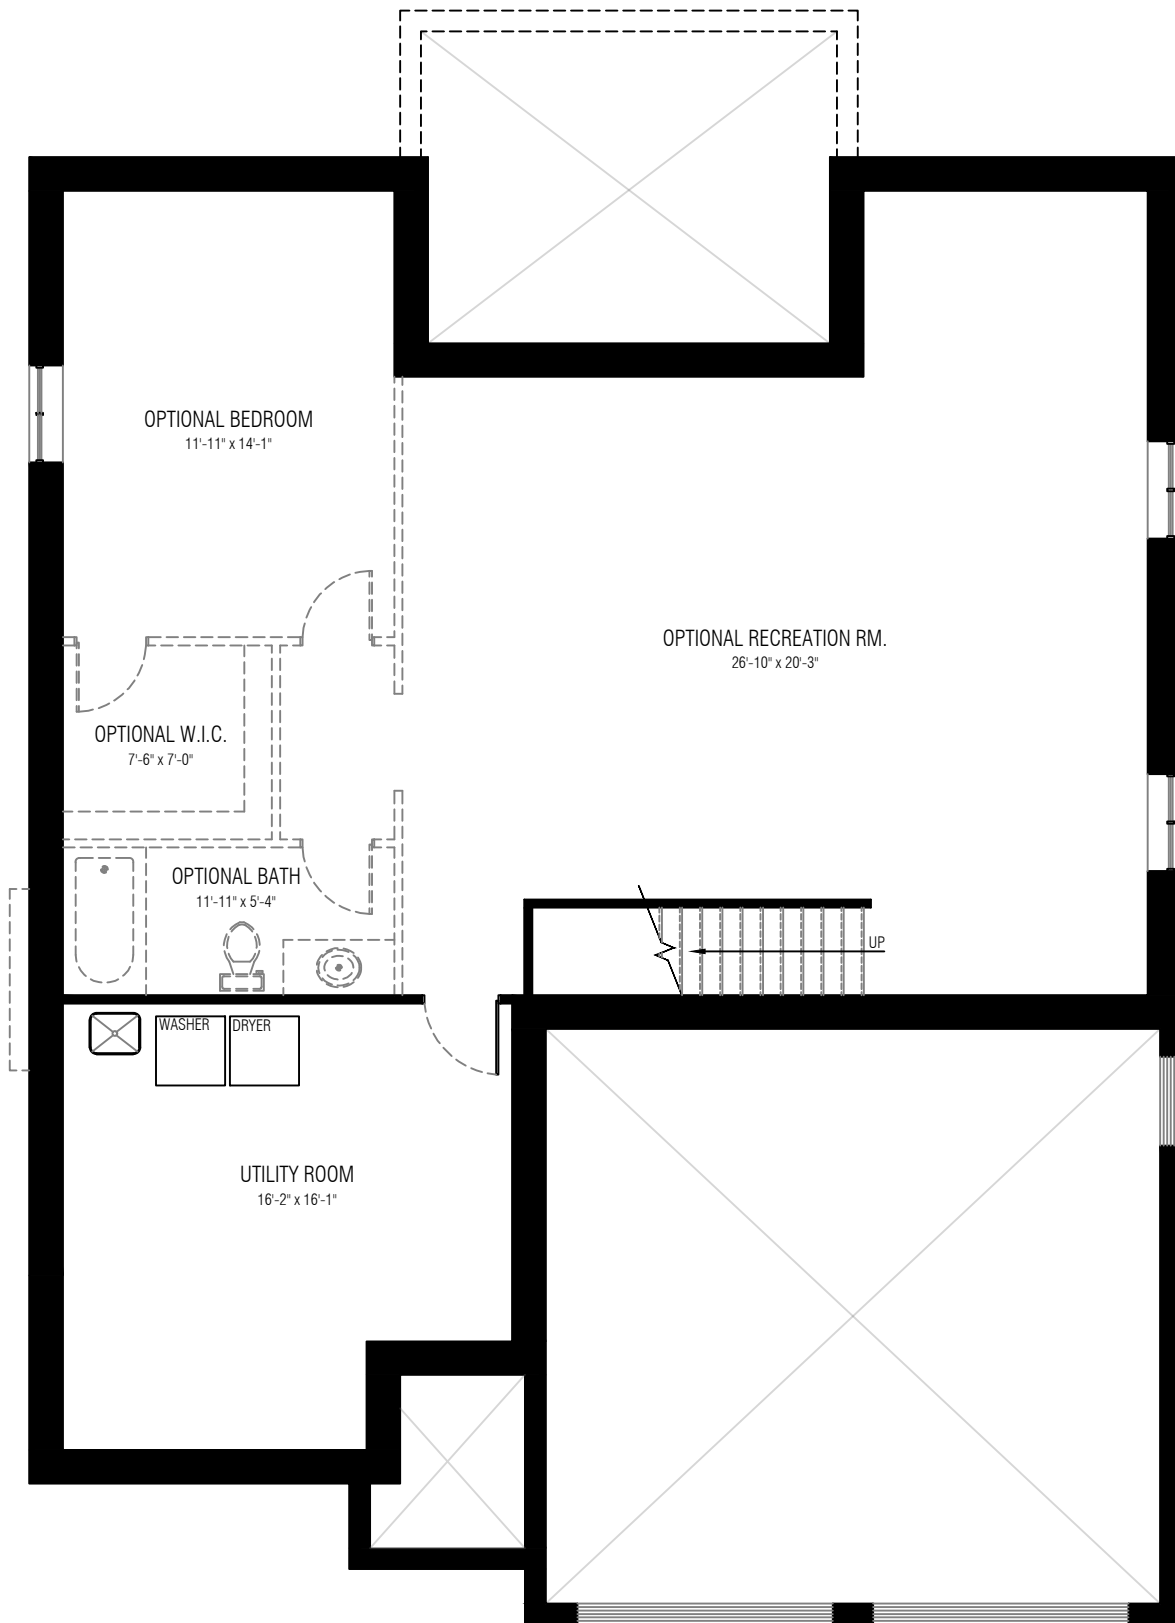 OPTIONAL BEDROOM
11'-11" x 14'-1"
OPTIONAL RECREATION RM.
26'-10" x 20'-3"
OPTIONAL W.I.C.
7'-6" x 7'-0"
OPTIONAL BATH
11'-11" x 5'-4"
UP
WASHER
DRYER
UTILITY ROOM
16'-2" x 16'-1"